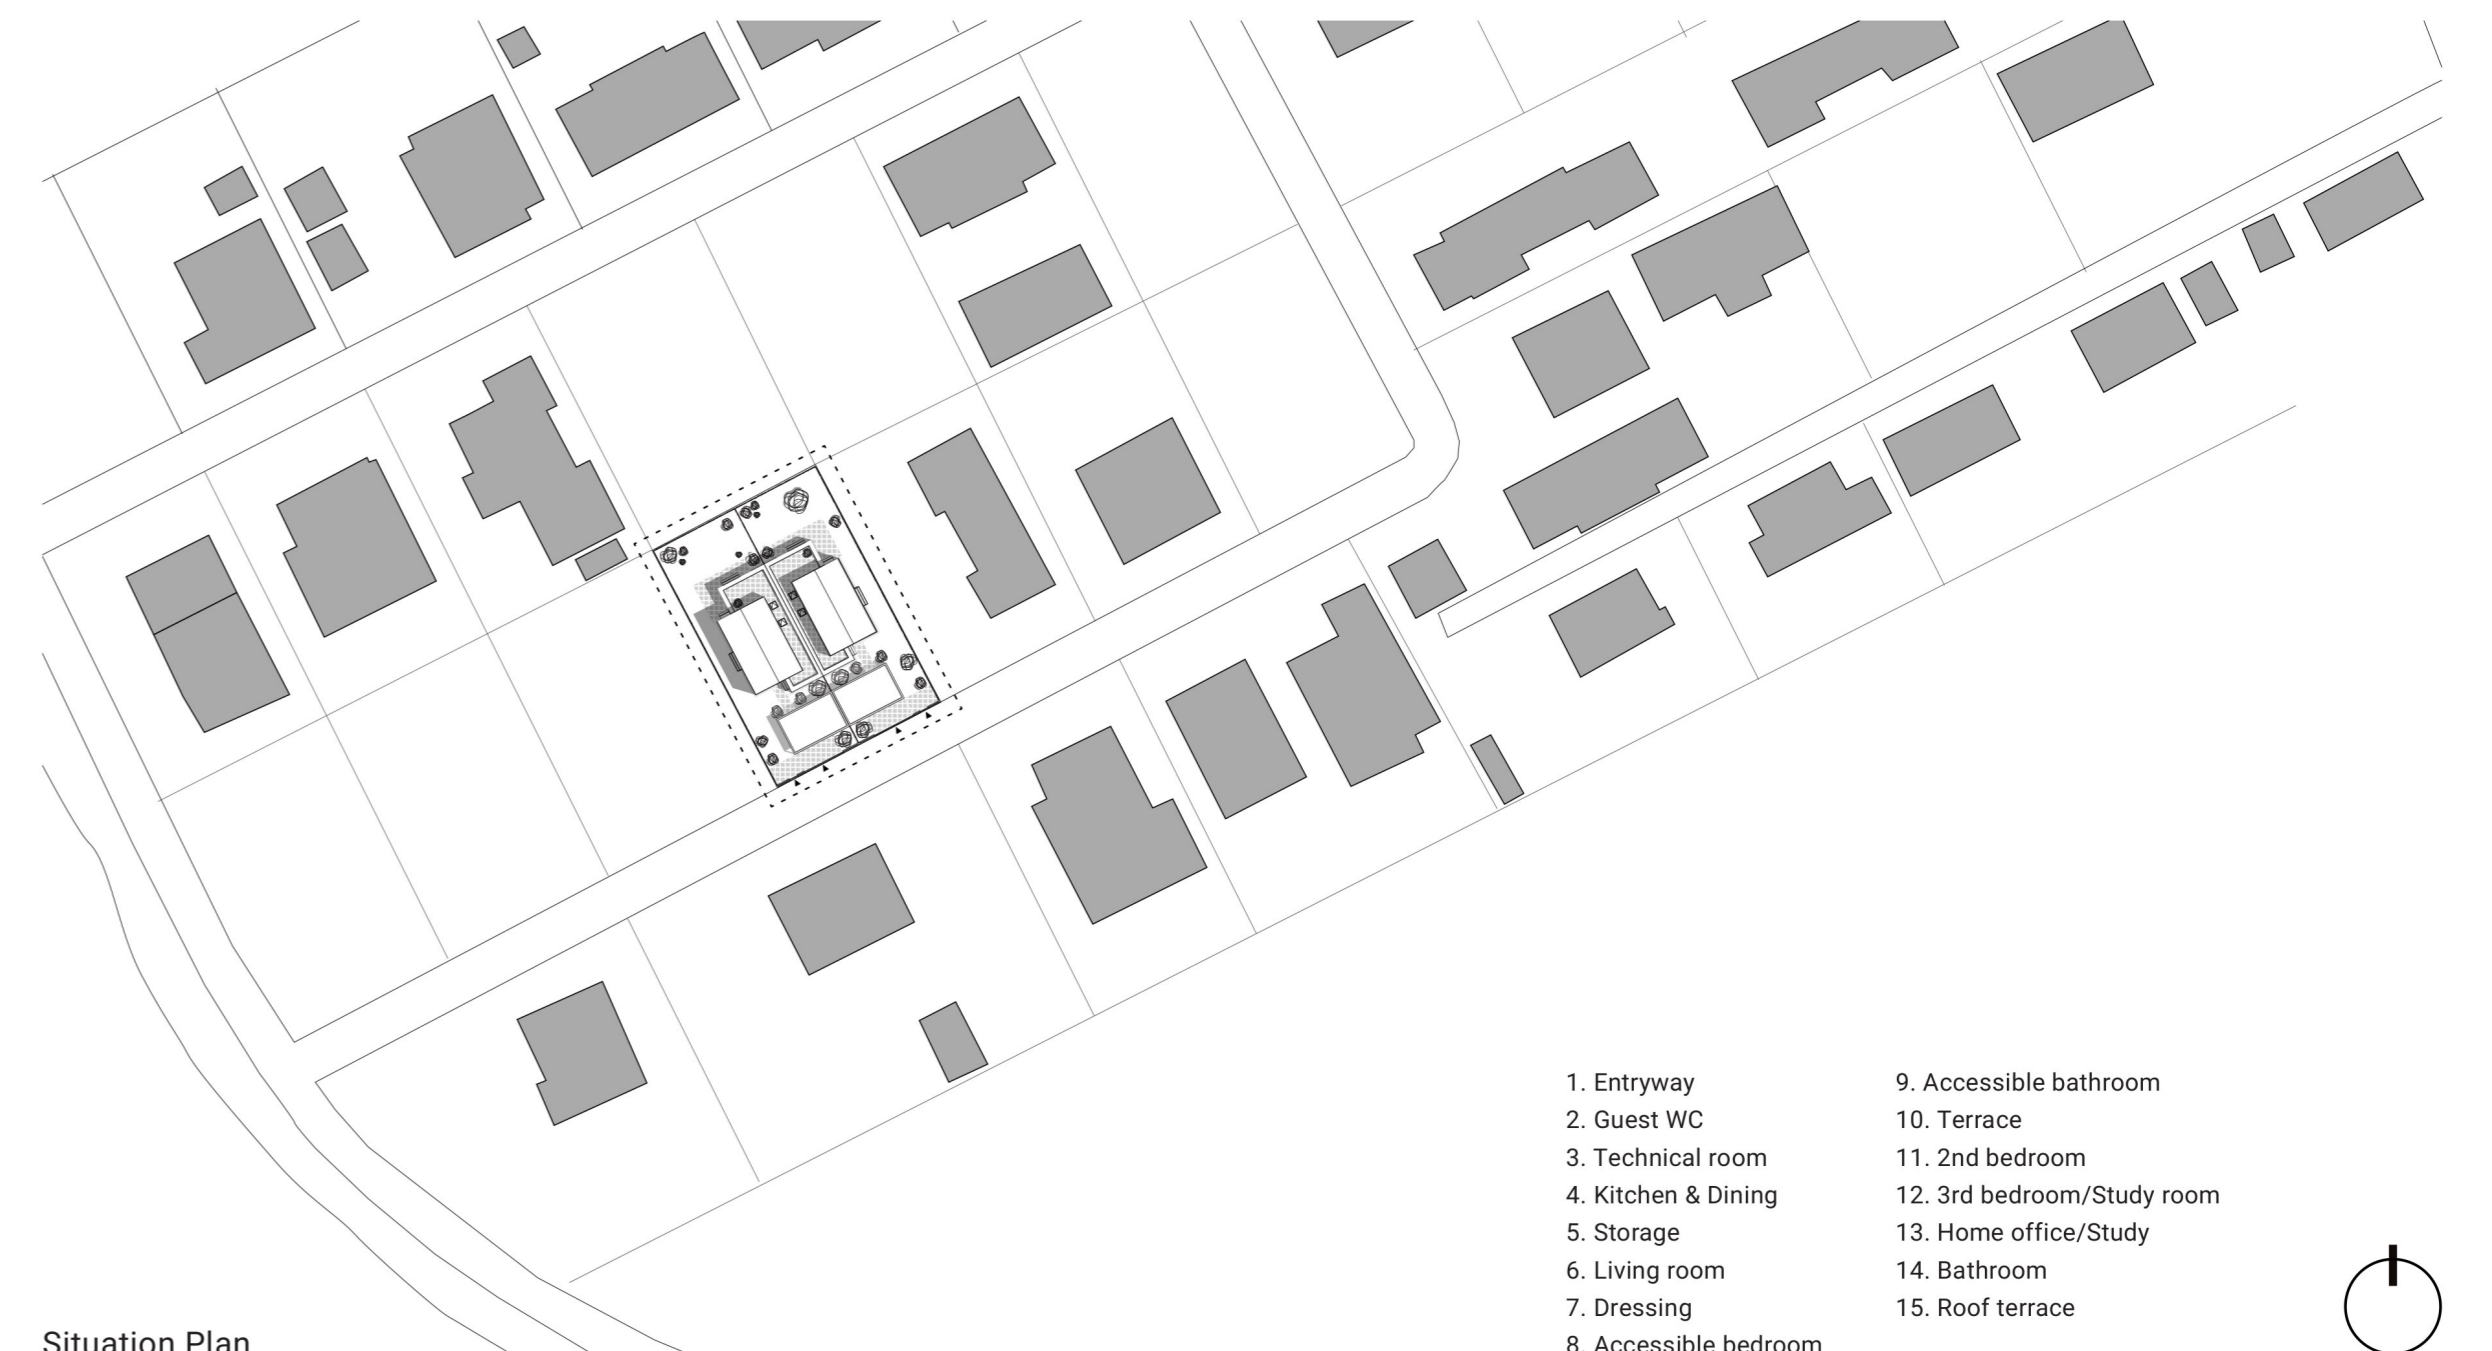 1. Entryway
2. Guest WC
3. Technical room
4. Kitchen & Dining
5. Storage
6. Living room
7. Dressing
8. Accessible bedroom
9. Accessible bathroom
10. Terrace
11. 2nd bedroom
12. 3rd bedroom/Study room
13. Home office/Study
14. Bathroom
15. Roof terrace
Situation Plan